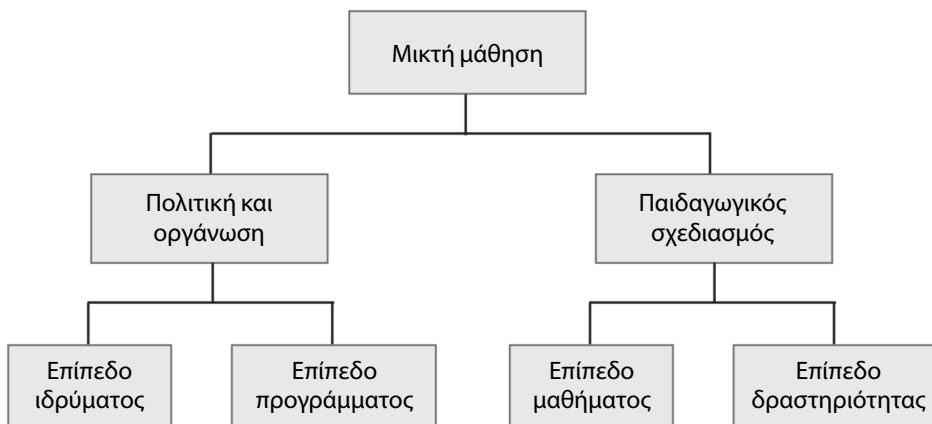 Μικτή μάθηση
Πολιτική και
οργάνωση
Παιδαγωγικός
σχεδιασμός
Επίπεδο
ιδρύματος
Επίπεδο
προγράμματος
Επίπεδο
μαθήματος
Επίπεδο
δραστηριότητας